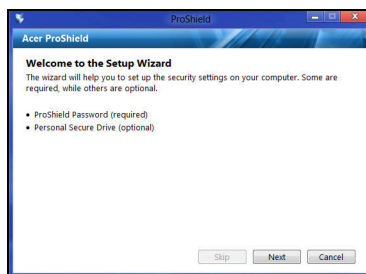 ProShield
Acer ProShield
Welcome to the Setup Wizard
The wizard will help you to set up the security settings on your computer. Some are
required, while others are optional.
• ProShield Password (required)
• Personal Secure Drive (optional)
Skip Next Cancel